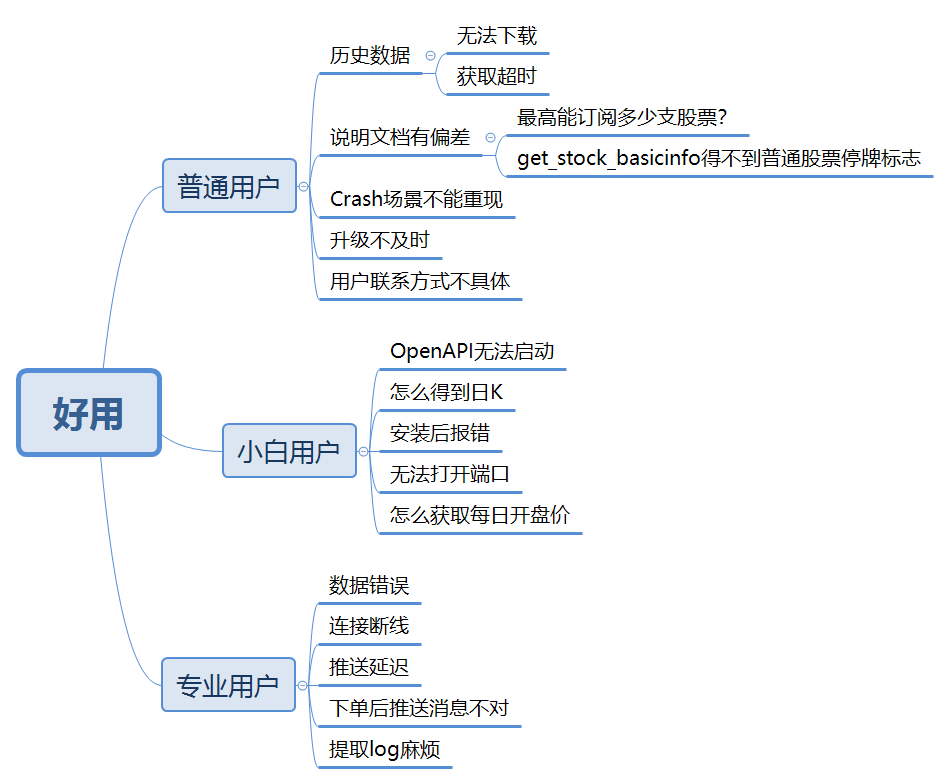 好用
普通用户
历史数据
无法下载
获取超时
说明文档有偏差
最高能订阅多少支股票？
get_stock_basicinfo得不到普通股票停牌标志
Crash场景不能重现
升级不及时
用户联系方式不具体
小白用户
OpenAPI无法启动
怎么得到日K
安装后报错
无法打开端口
怎么获取每日开盘价
专业用户
数据错误
连接断线
推送延迟
下单后推送消息不对
提取log麻烦